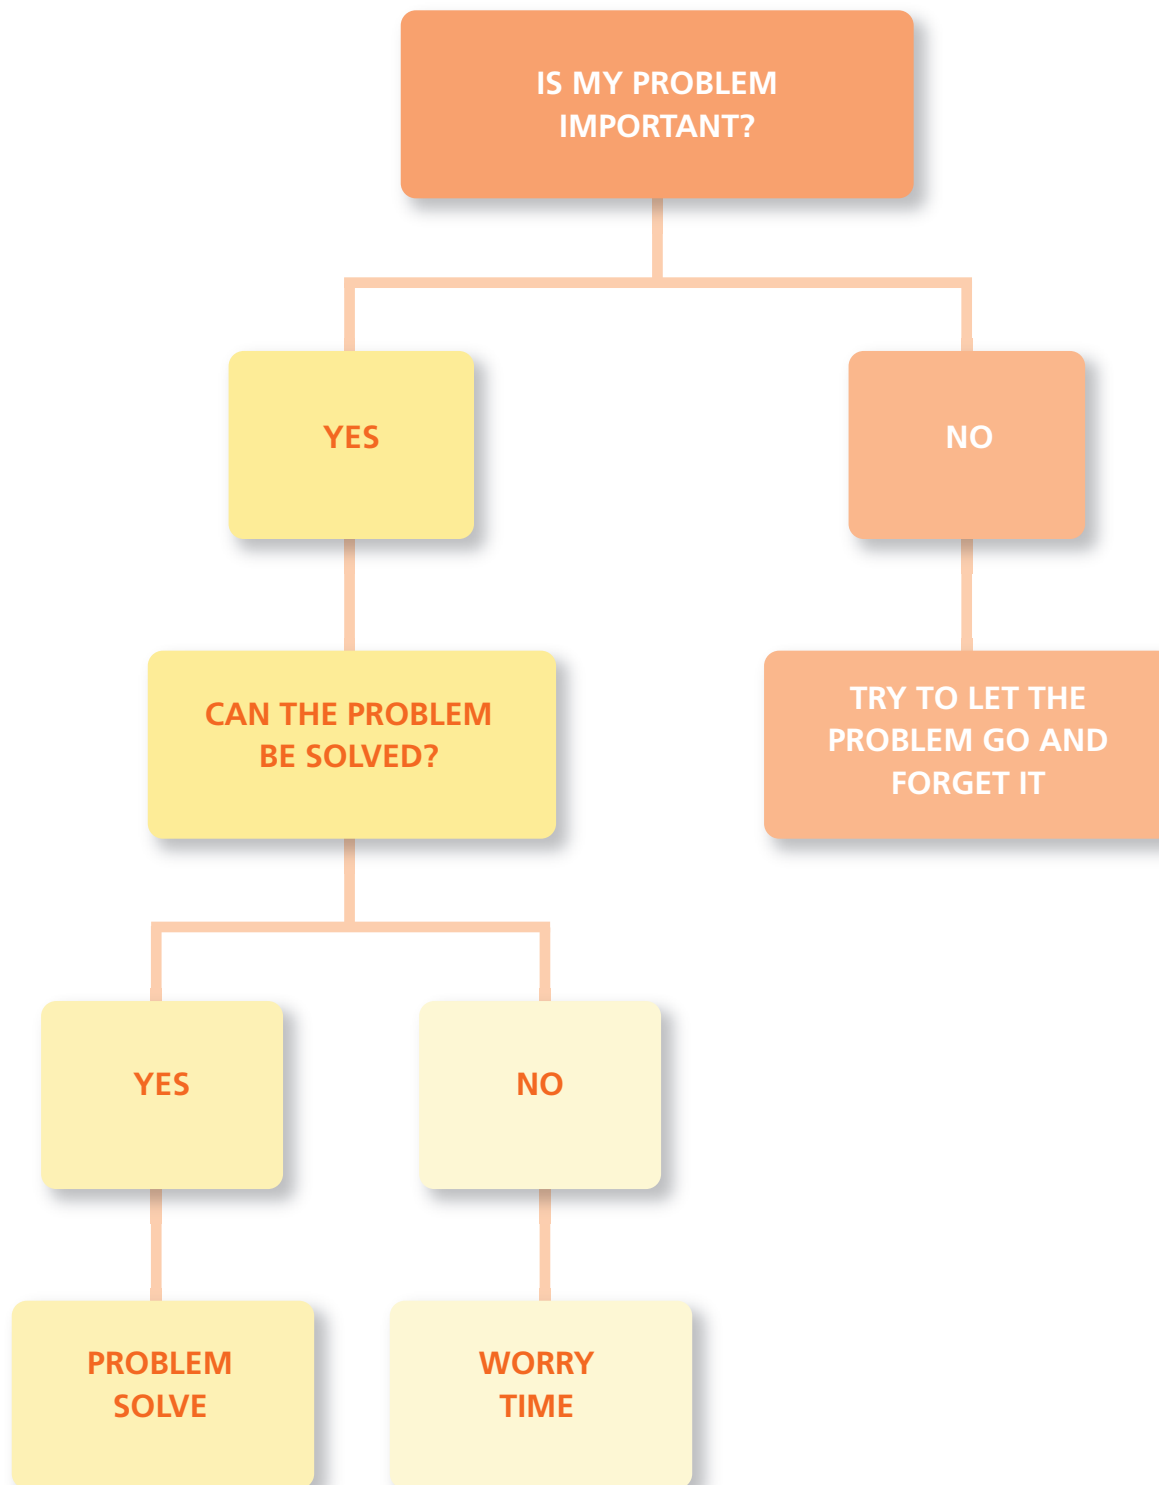 IS MY PROBLEM
IMPORTANT?
YES
NO
CAN THE PROBLEM
BE SOLVED?
TRY TO LET THE
PROBLEM GO AND
FORGET IT
YES
NO
PROBLEM
SOLVE
WORRY
TIME